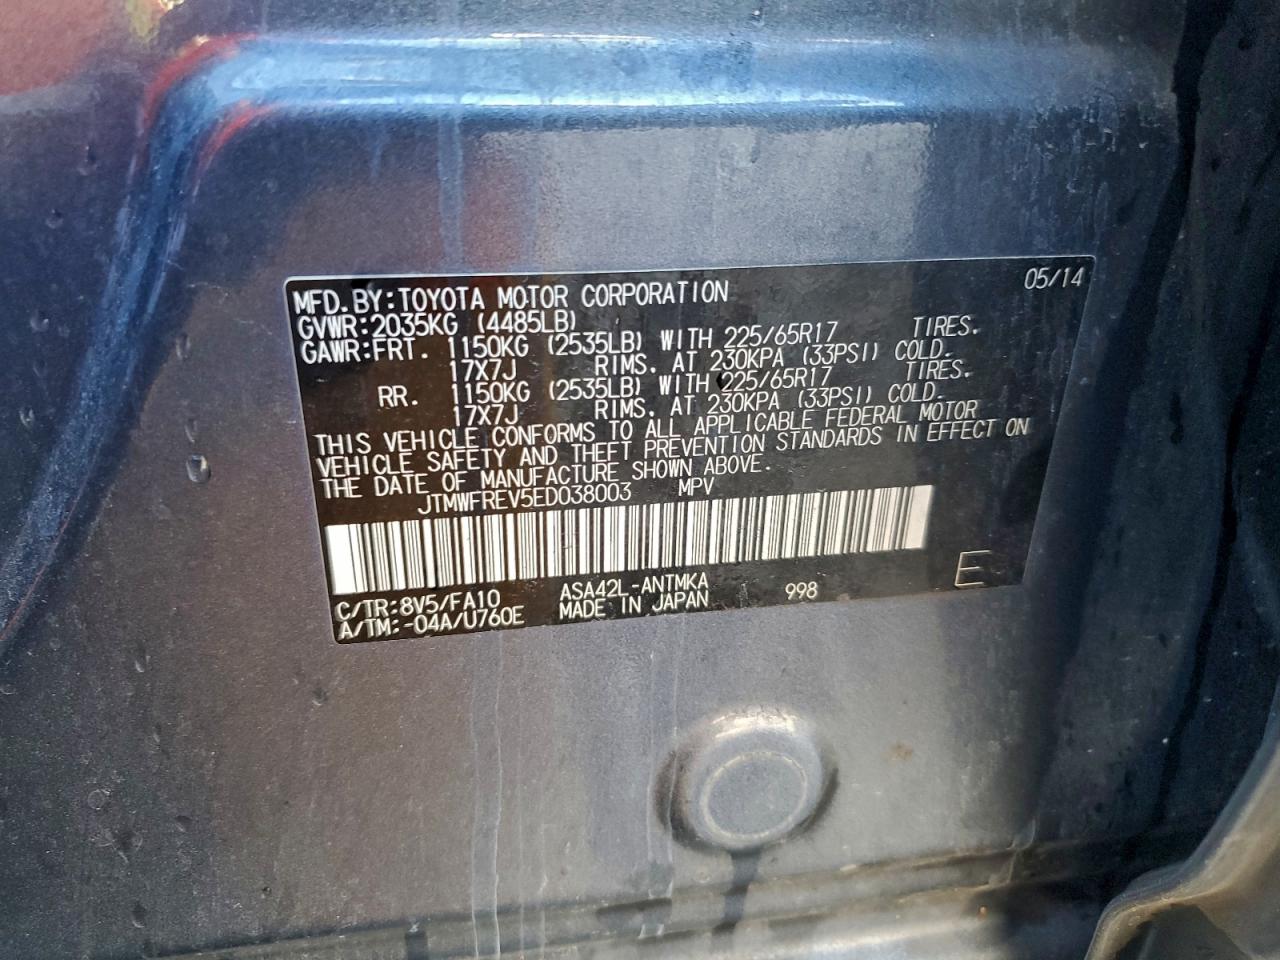 05/14
MFD.BY:TOYOTA MOTOR CORPORATION
GVWR:2035KG (4485LB)
GAWR:FRT. 1150KG (2535LB) WITH 225/65R17 TIRES.
17X7J RIMS. AT 230KPA (33PSI) COLD.
RR. 1150KG (2535LB) WITH 225/65R17 TIRES.
17X7J RIMS. AT 230KPA (33PSI) COLD.
THIS VEHICLE CONFORMS TO ALL APPLICABLE FEDERAL MOTOR
VEHICLE SAFETY AND THEFT PREVENTION STANDARDS IN EFFECT ON
THE DATE OF MANUFACTURE SHOWN ABOVE.
JTMWFREV5ED038003 MPV
C/TR:8V5/FA10 ASA42L-ANTMKA 998 E
A/TM:-04A/U760E MADE IN JAPAN